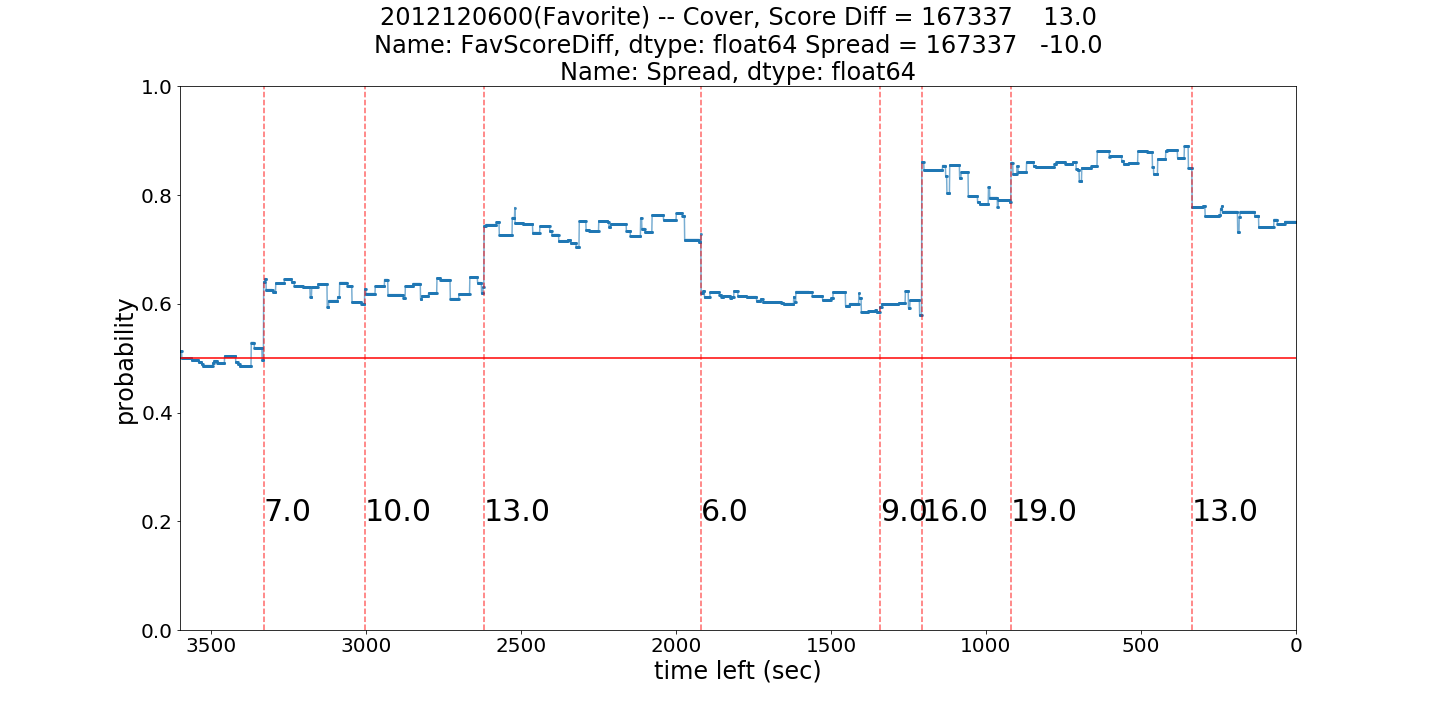 2012120600(Favorite) -- Cover, Score Diff = 167337    13.0
Name: FavScoreDiff, dtype: float64 Spread = 167337   -10.0
Name: Spread, dtype: float64
1.0
0.8
0.6
0.4
0.2
0.0
probability
7.0 10.0 13.0 6.0 9.0 16.0 19.0 13.0
3500 3000 2500 2000 1500 1000 500 0
time left (sec)